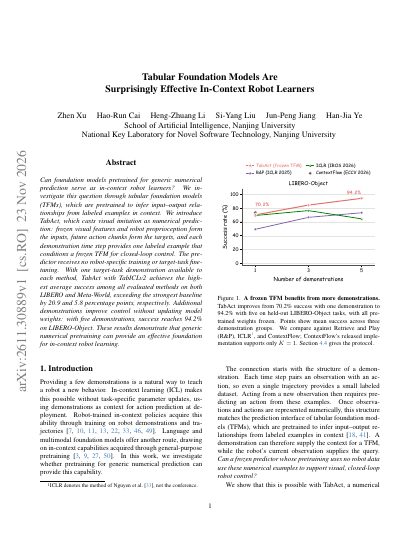 Tabular Foundation Models Are
Surprisingly Effective In-Context Robot Learners
Zhen Xu Hao-Run Cai Heng-Zhuang Li Si-Yang Liu Jun-Peng Jiang Han-Jia Ye
School of Artificial Intelligence, Nanjing University
National Key Laboratory for Novel Software Technology, Nanjing University
arXiv:2611.30889v1 [cs.RO] 23 Nov 2026
Abstract
Can foundation models pretrained for generic numerical
prediction serve as in-context robot learners? We in-
vestigate this question through tabular foundation models
(TFMs), which are pretrained to infer input–output rela-
tionships from labeled examples in context. We introduce
TabAct, which casts visual imitation as numerical predic-
tion: frozen visual features and robot proprioception form
the inputs, future action chunks form the targets, and each
demonstration time step provides one labeled example that
conditions a frozen TFM for closed-loop control. The pre-
dictor receives no robot-specific training or target-task fine-
tuning. With one target-task demonstration available to
each method, TabAct with TabICLv2 achieves the high-
est average success among all evaluated methods on both
LIBERO and Meta-World, exceeding the strongest baseline
by 20.9 and 5.8 percentage points, respectively. Additional
demonstrations improve control without updating model
weights: with five demonstrations, success reaches 94.2%
on LIBERO-Object. These results demonstrate that generic
numerical pretraining can provide an effective foundation
for in-context robot learning.
1. Introduction
Providing a few demonstrations is a natural way to teach
a robot a new behavior. In-context learning (ICL) makes
this possible without task-specific parameter updates, us-
ing demonstrations as context for action prediction at de-
ployment. Robot-trained in-context policies acquire this
ability through training on robot demonstrations and tra-
jectories [7, 10, 11, 13, 22, 33, 46, 49]. Language and
multimodal foundation models offer another route, drawing
on in-context capabilities acquired through general-purpose
pretraining [3, 9, 27, 50]. In this work, we investigate
whether pretraining for generic numerical prediction can
provide this capability.
¹ICLR denotes the method of Nguyen et al. [33], not the conference.
TabAct (frozen TFM)
ICLR (IROS 2026)
R&P (ICLR 2025)
ContextFlow (ECCV 2026)
LIBERO-Object
Success rate (%)
100
80
60
40
20
0
70.2%
94.2%
1
3
5
Number of demonstrations
Figure 1. A frozen TFM benefits from more demonstrations.
TabAct improves from 70.2% success with one demonstration to
94.2% with five on held-out LIBERO-Object tasks, with all pre-
trained weights frozen. Points show mean success across three
demonstration groups. We compare against Retrieve and Play
(R&P), ICLR¹, and ContextFlow. ContextFlow's released imple-
mentation supports only K = 1. Section 4.4 gives the protocol.
The connection starts with the structure of a demonstra-
tion. Each time step pairs an observation with an ac-
tion, so even a single trajectory provides a small labeled
dataset. Acting from a new observation then requires pre-
dicting an action from these examples. Once observa-
tions and actions are represented numerically, this structure
matches the prediction interface of tabular foundation mod-
els (TFMs), which are pretrained to infer input–output re-
lationships from labeled examples in context [18, 41]. A
demonstration can therefore supply the context for a TFM,
while the robot's current observation supplies the query.
Can a frozen predictor whose pretraining uses no robot data
use these numerical examples to support visual, closed-loop
robot control?
We show that this is possible with TabAct, a numerical
1